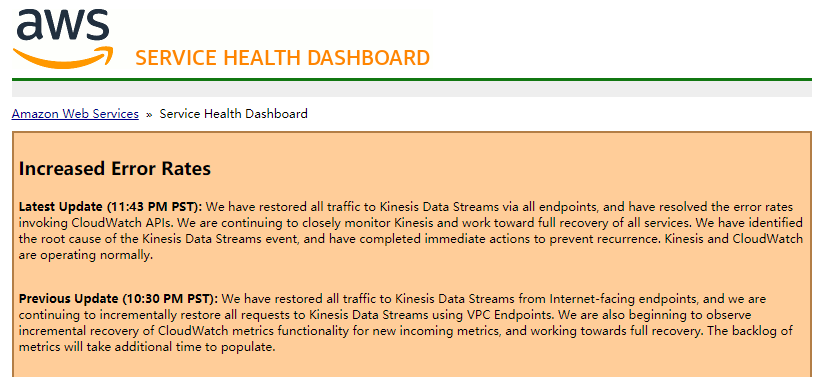 aws
SERVICE HEALTH DASHBOARD
Amazon Web Services » Service Health Dashboard
Increased Error Rates
Latest Update (11:43 PM PST): We have restored all traffic to Kinesis Data Streams via all endpoints, and have resolved the error rates
invoking CloudWatch APIs. We are continuing to closely monitor Kinesis and work toward full recovery of all services. We have identified
the root cause of the Kinesis Data Streams event, and have completed immediate actions to prevent recurrence. Kinesis and CloudWatch
are operating normally.
Previous Update (10:30 PM PST): We have restored all traffic to Kinesis Data Streams from Internet-facing endpoints, and we are
continuing to incrementally restore all requests to Kinesis Data Streams using VPC Endpoints. We are also beginning to observe
incremental recovery of CloudWatch metrics functionality for new incoming metrics, and working towards full recovery. The backlog of
metrics will take additional time to populate.